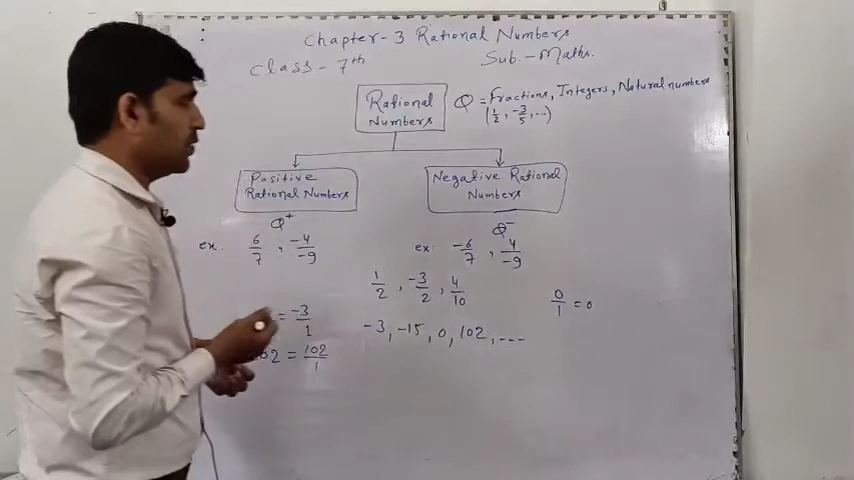 Chapter-3 Rational Numbers
Class-7th Sub.-Maths.
Rational Numbers
Q = Fractions, Integers, Natural numbers
(1/2, -3/5, ...)
Positive Rational Numbers
Negative Rational Numbers
Q+
Q-
ex. 6/7, -4/-9
ex: -6/7, 4/-9
1/2, -3/2, 4/10
0/1 = 0
= -3/1
-3, -15, 0, 102, ---
02 = 102/1